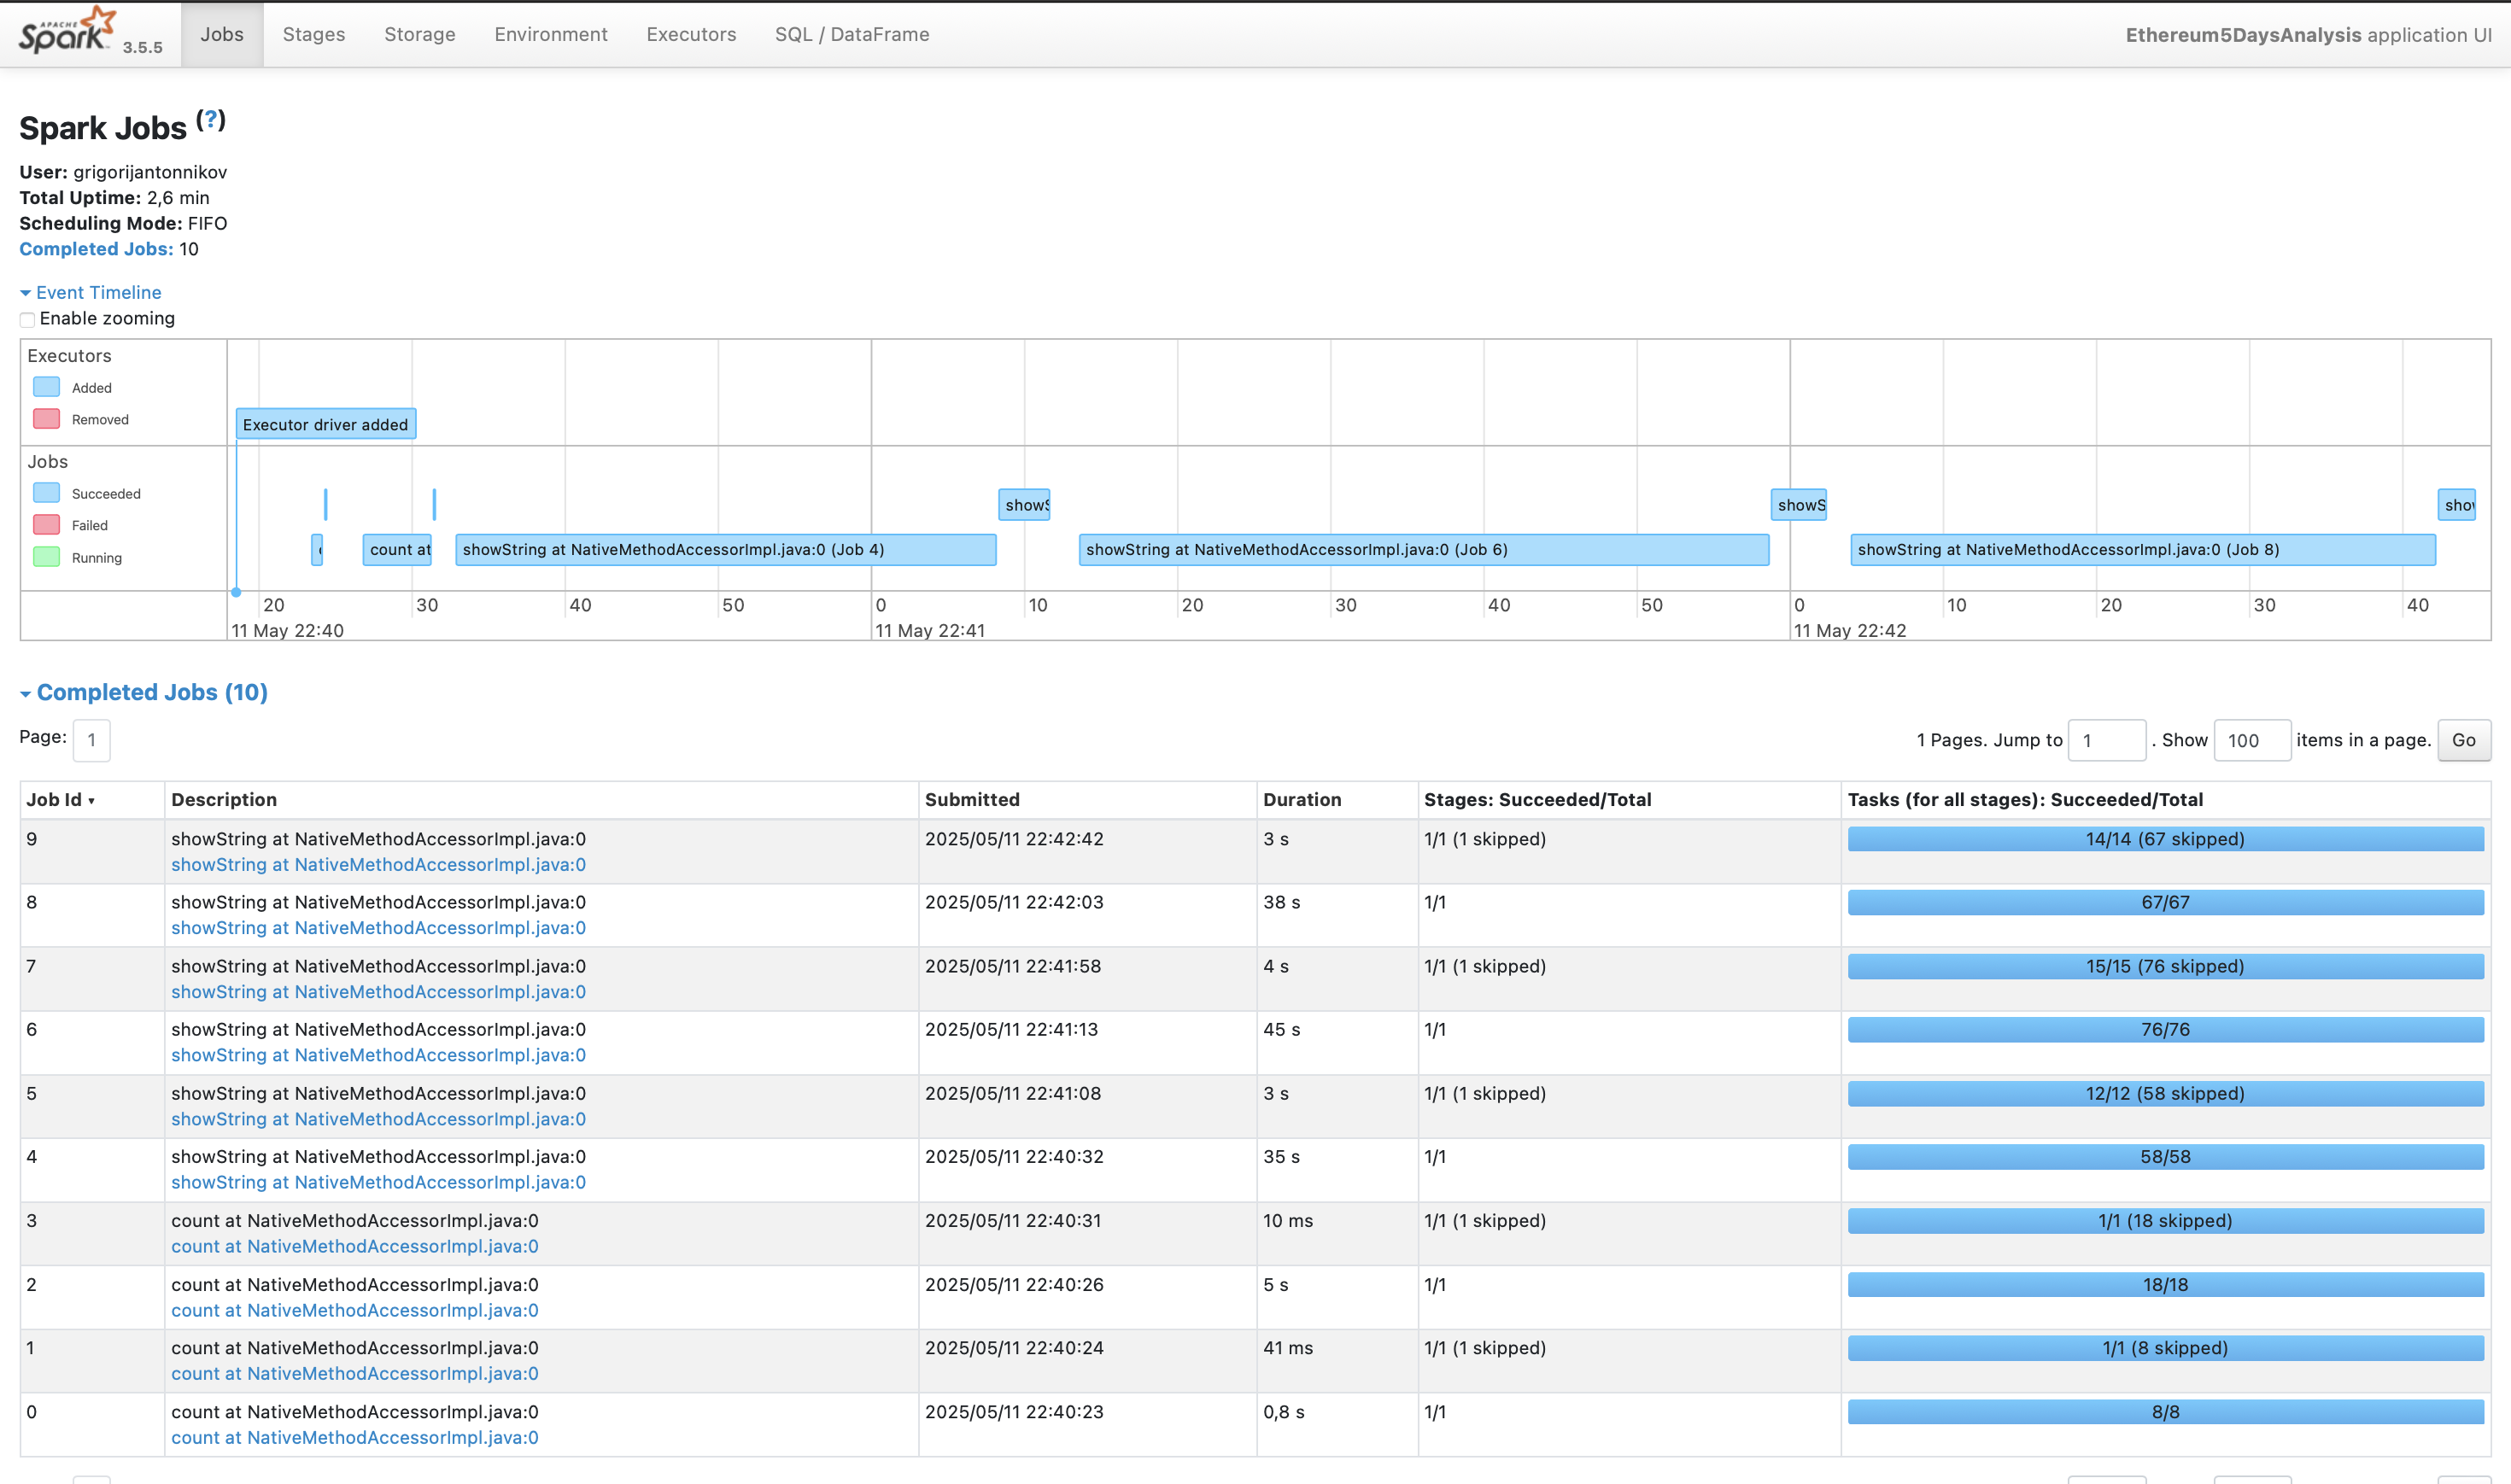 APACHE
Spark 3.5.5 Jobs Stages Storage Environment Executors SQL / DataFrame Ethereum5DaysAnalysis application UI
Spark Jobs (?)
User: grigorijantonnikov
Total Uptime: 2,6 min
Scheduling Mode: FIFO
Completed Jobs: 10
Event Timeline
Enable zooming
Executors
Added
Removed
Executor driver added
Jobs
Succeeded
Failed
Running
showS showS show
count at showString at NativeMethodAccessorImpl.java:0 (Job 4) showString at NativeMethodAccessorImpl.java:0 (Job 6) showString at NativeMethodAccessorImpl.java:0 (Job 8)
20 30 40 50 0 10 20 30 40 50 0 10 20 30 40
11 May 22:40 11 May 22:41 11 May 22:42
Completed Jobs (10)
Page: 1 1 Pages. Jump to 1 . Show 100 items in a page. Go
Job Id ▾ Description Submitted Duration Stages: Succeeded/Total Tasks (for all stages): Succeeded/Total
9 showString at NativeMethodAccessorImpl.java:0 2025/05/11 22:42:42 3 s 1/1 (1 skipped) 14/14 (67 skipped)
showString at NativeMethodAccessorImpl.java:0
8 showString at NativeMethodAccessorImpl.java:0 2025/05/11 22:42:03 38 s 1/1 67/67
showString at NativeMethodAccessorImpl.java:0
7 showString at NativeMethodAccessorImpl.java:0 2025/05/11 22:41:58 4 s 1/1 (1 skipped) 15/15 (76 skipped)
showString at NativeMethodAccessorImpl.java:0
6 showString at NativeMethodAccessorImpl.java:0 2025/05/11 22:41:13 45 s 1/1 76/76
showString at NativeMethodAccessorImpl.java:0
5 showString at NativeMethodAccessorImpl.java:0 2025/05/11 22:41:08 3 s 1/1 (1 skipped) 12/12 (58 skipped)
showString at NativeMethodAccessorImpl.java:0
4 showString at NativeMethodAccessorImpl.java:0 2025/05/11 22:40:32 35 s 1/1 58/58
showString at NativeMethodAccessorImpl.java:0
3 count at NativeMethodAccessorImpl.java:0 2025/05/11 22:40:31 10 ms 1/1 (1 skipped) 1/1 (18 skipped)
count at NativeMethodAccessorImpl.java:0
2 count at NativeMethodAccessorImpl.java:0 2025/05/11 22:40:26 5 s 1/1 18/18
count at NativeMethodAccessorImpl.java:0
1 count at NativeMethodAccessorImpl.java:0 2025/05/11 22:40:24 41 ms 1/1 (1 skipped) 1/1 (8 skipped)
count at NativeMethodAccessorImpl.java:0
0 count at NativeMethodAccessorImpl.java:0 2025/05/11 22:40:23 0,8 s 1/1 8/8
count at NativeMethodAccessorImpl.java:0